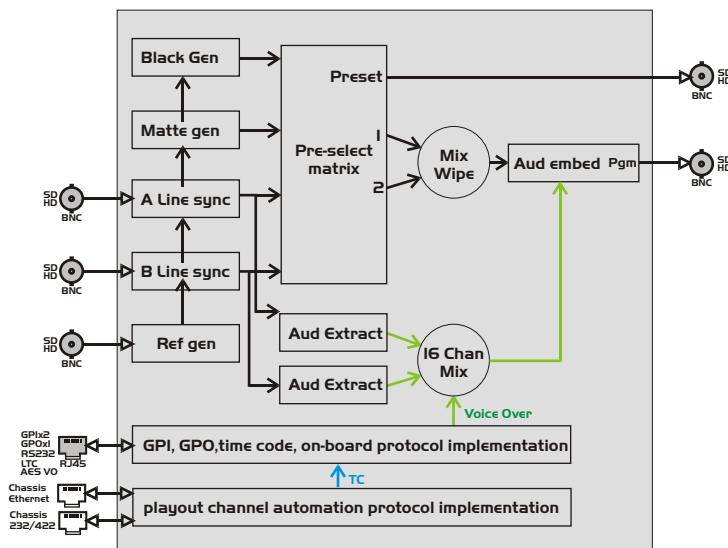 Black Gen
Preset
SD
HD
BNC
Matte gen
1
Pre-select
matrix
2
Mix
Wipe
Aud embed Pgm
SD
HD
BNC
SD
HD
BNC
A Line sync
SD
HD
BNC
B Line sync
SD
HD
BNC
Ref gen
Aud Extract
Aud Extract
16 Chan
Mix
Voice Over
GPIx2
GPOx1
RS232
LTC
AES VO
RJ45
GPI, GPO,time code, on-board protocol implementation
TC
Chassis
Ethernet
Chassis
232/422
playout channel automation protocol implementation